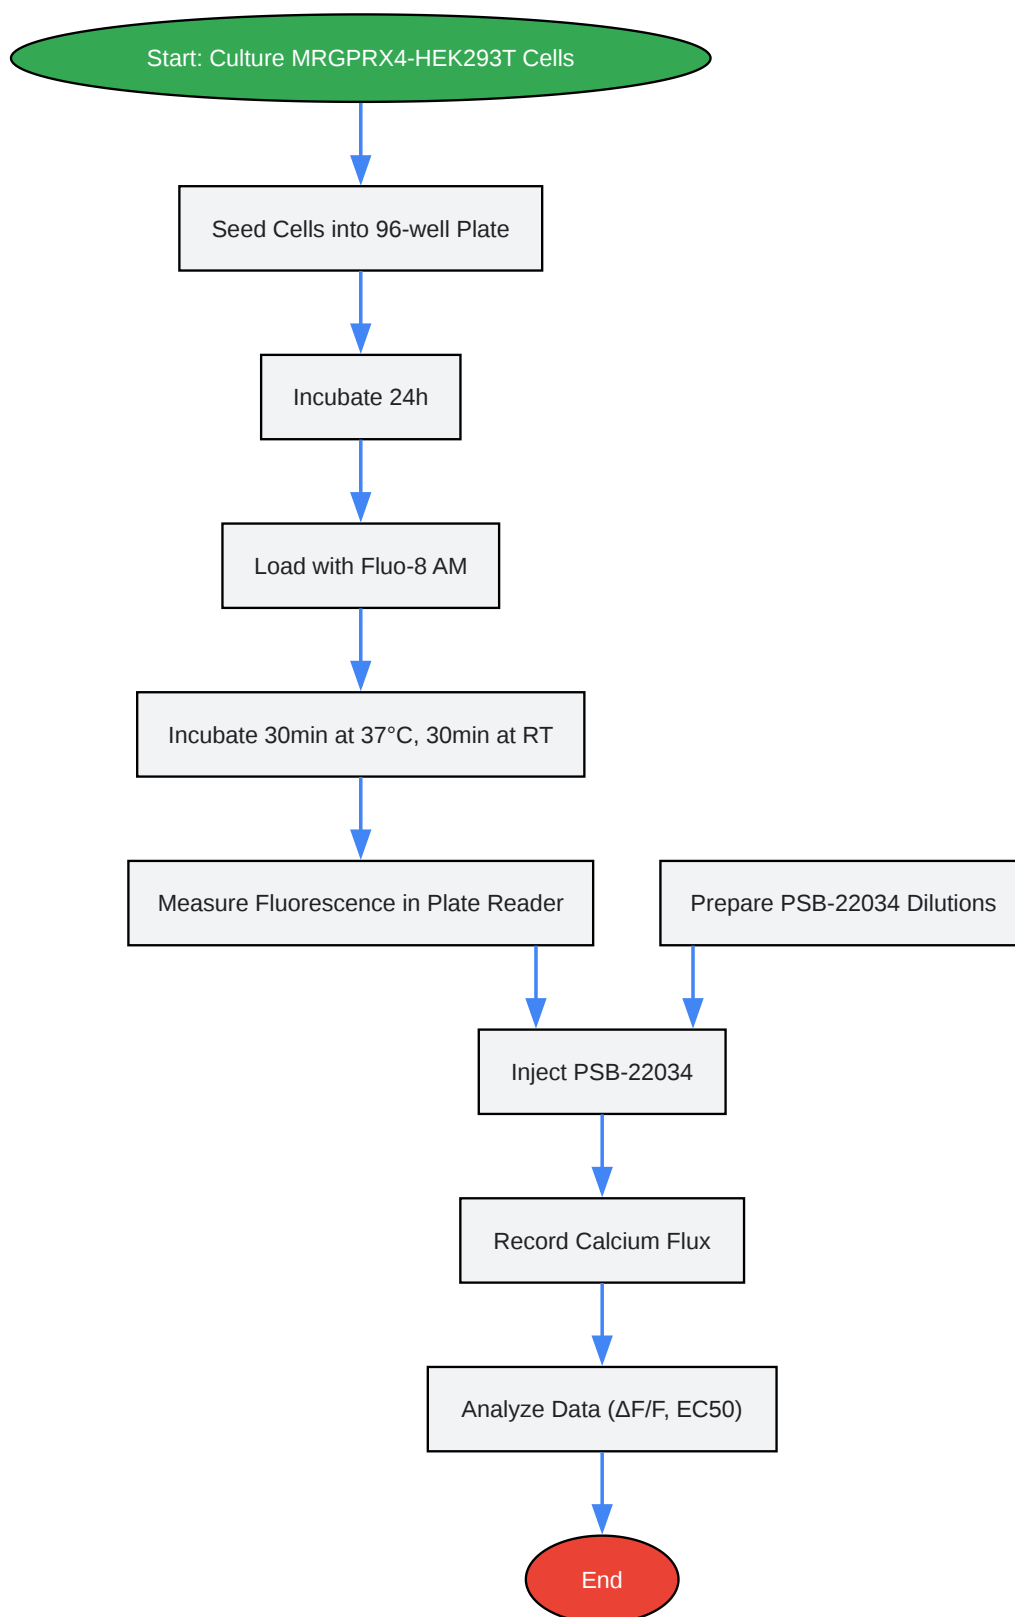 Start: Culture MRGPRX4-HEK293T Cells
Seed Cells into 96-well Plate
Incubate 24h
Load with Fluo-8 AM
Incubate 30min at 37°C, 30min at RT
Measure Fluorescence in Plate Reader
Prepare PSB-22034 Dilutions
Inject PSB-22034
Record Calcium Flux
Analyze Data (ΔF/F, EC50)
End